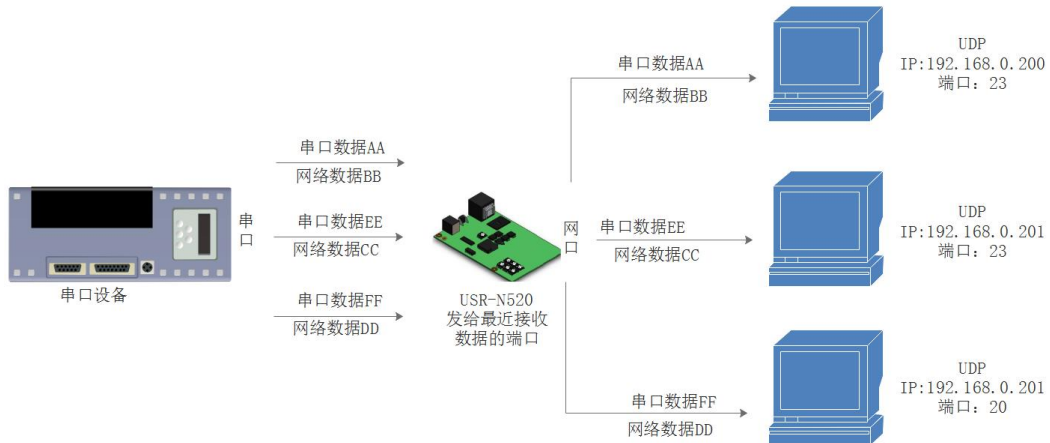 串口数据AA
网络数据BB
UDP
IP:192.168.0.200
端口：23
串口数据AA
网络数据BB
串口数据EE
网络数据CC
串口数据FF
网络数据DD
串口
串口设备
USR-N520
发给最近接收
数据的端口
网口
串口数据EE
网络数据CC
UDP
IP:192.168.0.201
端口：23
串口数据FF
网络数据DD
UDP
IP:192.168.0.201
端口：20